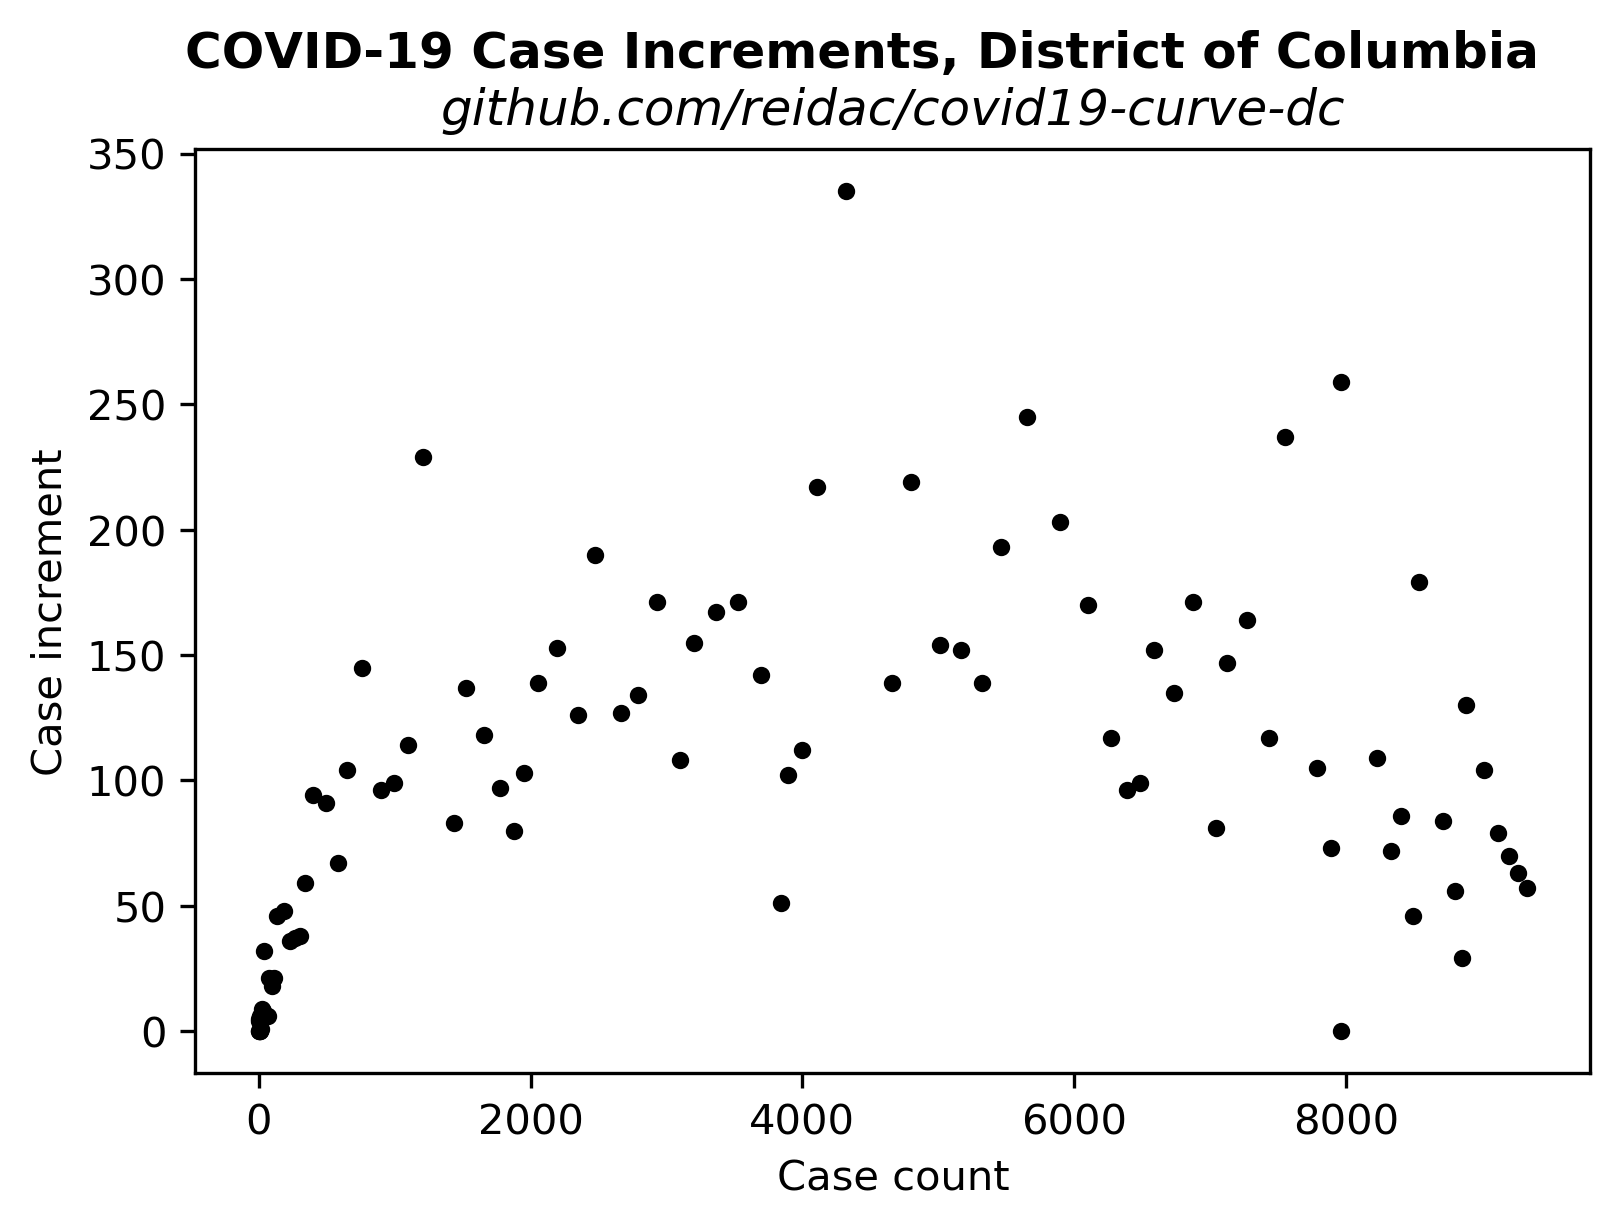 COVID-19 Case Increments, District of Columbia
github.com/reidac/covid19-curve-dc
350
300
250
200
150
100
50
0
Case increment
0 2000 4000 6000 8000
Case count